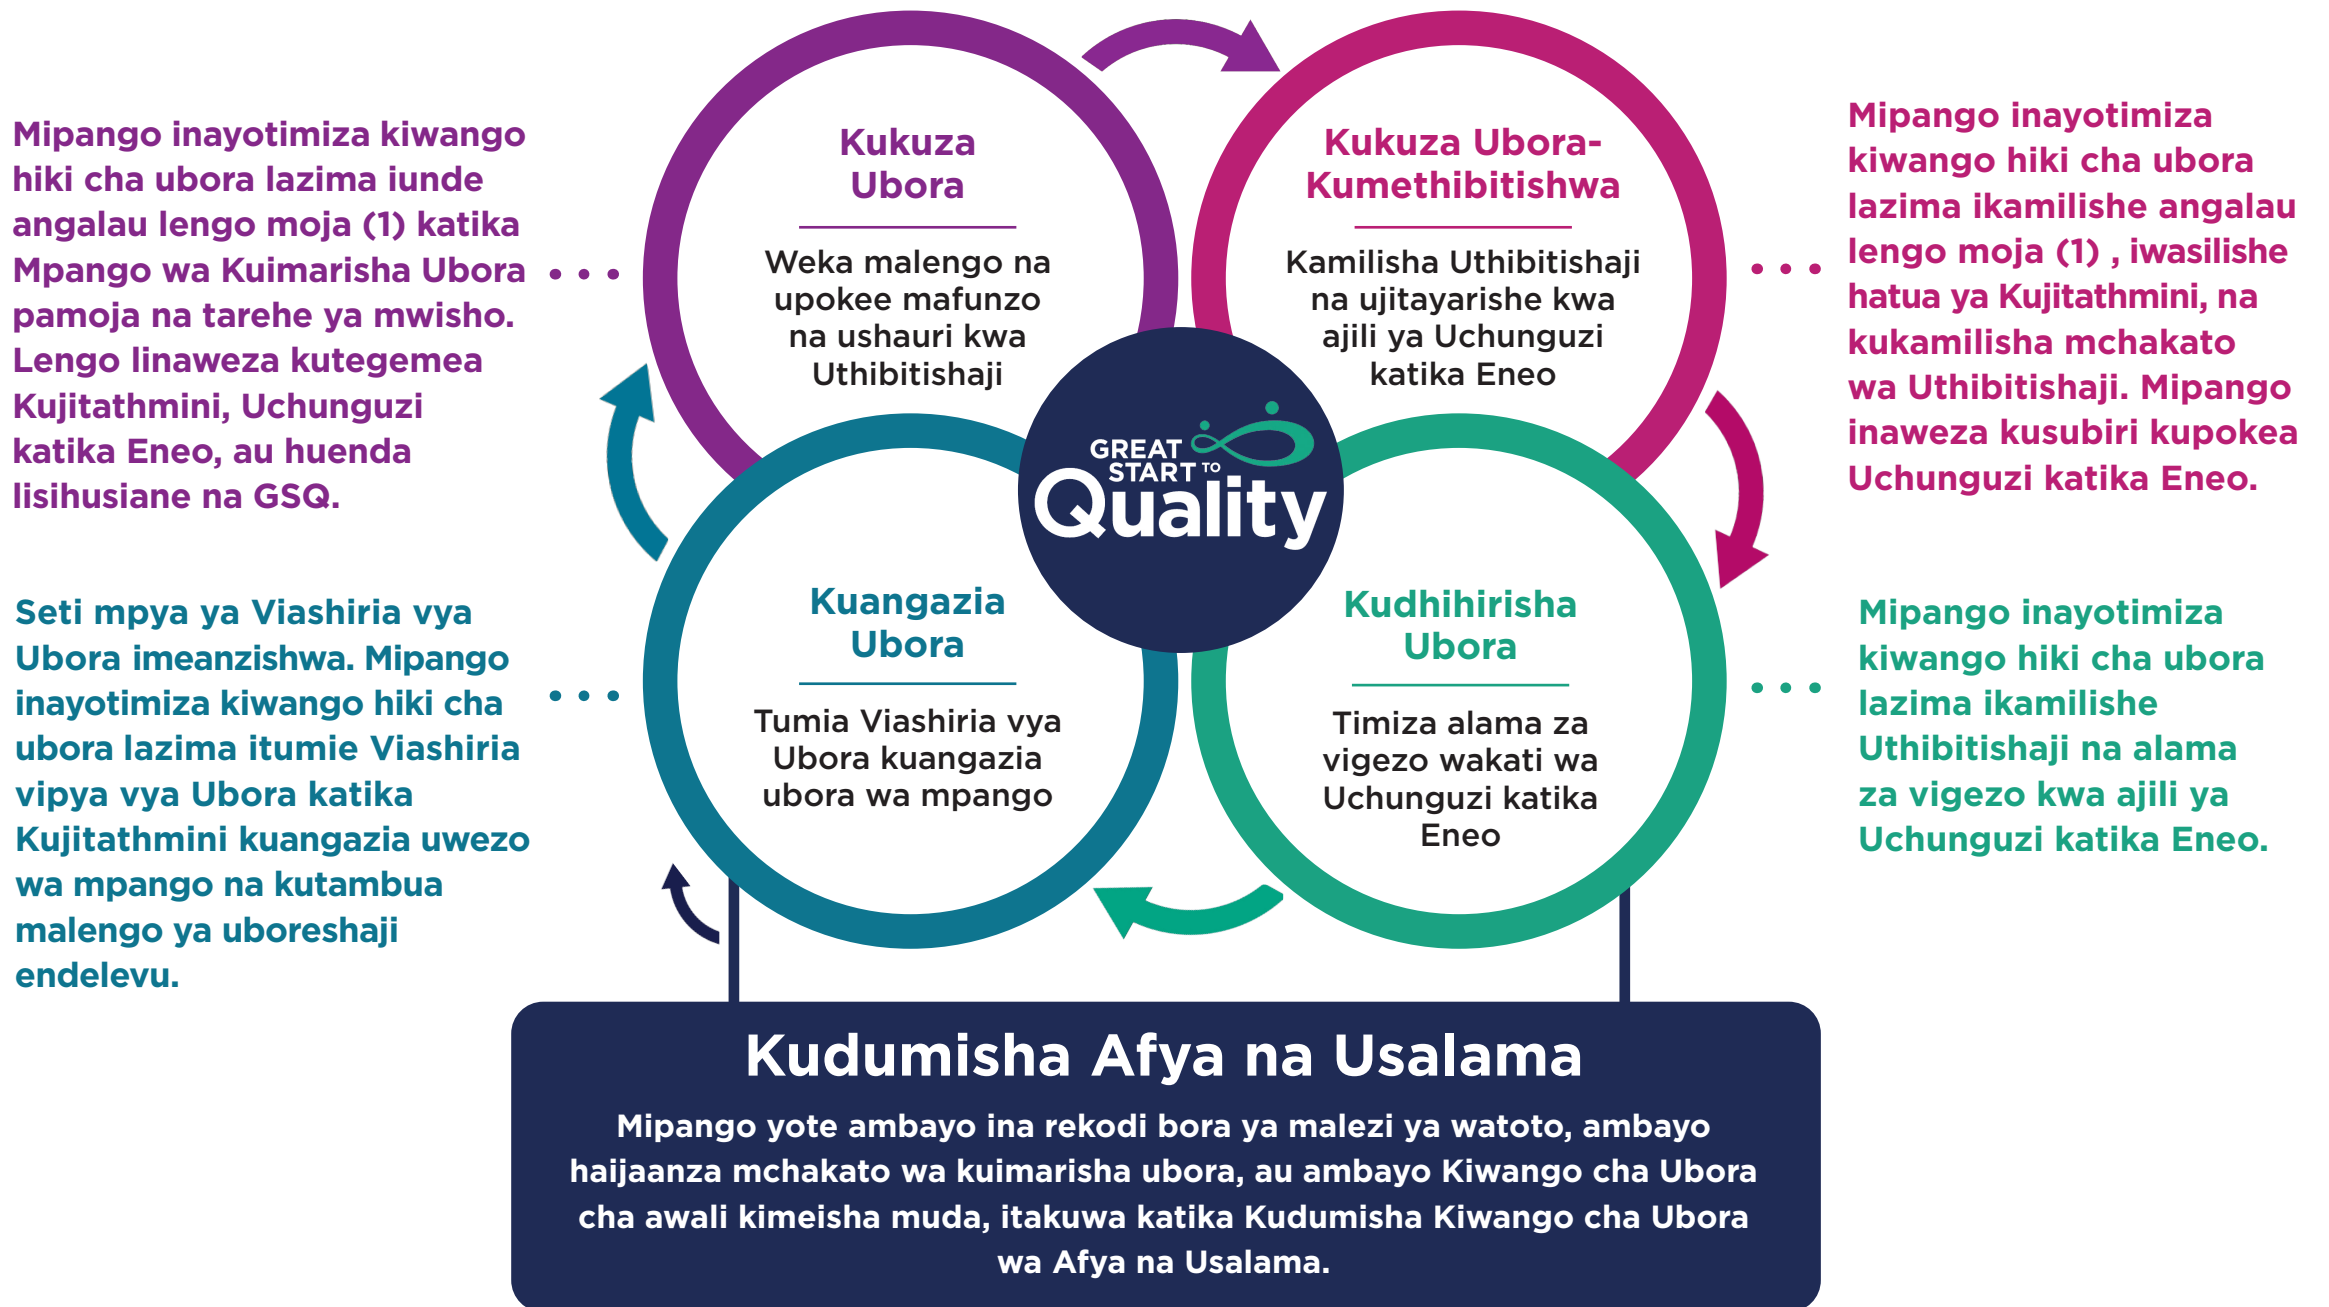 Mipango inayotimiza kiwango
hiki cha ubora lazima iunde
angalau lengo moja (1) katika
Mpango wa Kuimarisha Ubora
pamoja na tarehe ya mwisho.
Lengo linaweza kutegemea
Kujitathmini, Uchunguzi
katika Eneo, au huenda
lisihusiane na GSQ.
Kukuza
Ubora
Weka malengo na
upokee mafunzo
na ushauri kwa
Uthibitishaji
Kukuza Ubora-
Kumethibitishwa
Kamilisha Uthibitishaji
na ujitayarishe kwa
ajili ya Uchunguzi
katika Eneo
Mipango inayotimiza
kiwango hiki cha ubora
lazima ikamilishe angalau
lengo moja (1) , iwasilishe
hatua ya Kujitathmini, na
kukamilisha mchakato
wa Uthibitishaji. Mipango
inaweza kusubiri kupokea
Uchunguzi katika Eneo.
GREAT
START TO
Quality
Seti mpya ya Viashiria vya
Ubora imeanzishwa. Mipango
inayotimiza kiwango hiki cha
ubora lazima itumie Viashiria
vipya vya Ubora katika
Kujitathmini kuangazia uwezo
wa mpango na kutambua
malengo ya uboreshaji
endelevu.
Kuangazia
Ubora
Tumia Viashiria vya
Ubora kuangazia
ubora wa mpango
Kudhihirisha
Ubora
Timiza alama za
vigezo wakati wa
Uchunguzi katika
Eneo
Mipango inayotimiza
kiwango hiki cha ubora
lazima ikamilishe
Uthibitishaji na alama
za vigezo kwa ajili ya
Uchunguzi katika Eneo.
Kudumisha Afya na Usalama
Mipango yote ambayo ina rekodi bora ya malezi ya watoto, ambayo
haijaanza mchakato wa kuimarisha ubora, au ambayo Kiwango cha Ubora
cha awali kimeisha muda, itakuwa katika Kudumisha Kiwango cha Ubora
wa Afya na Usalama.